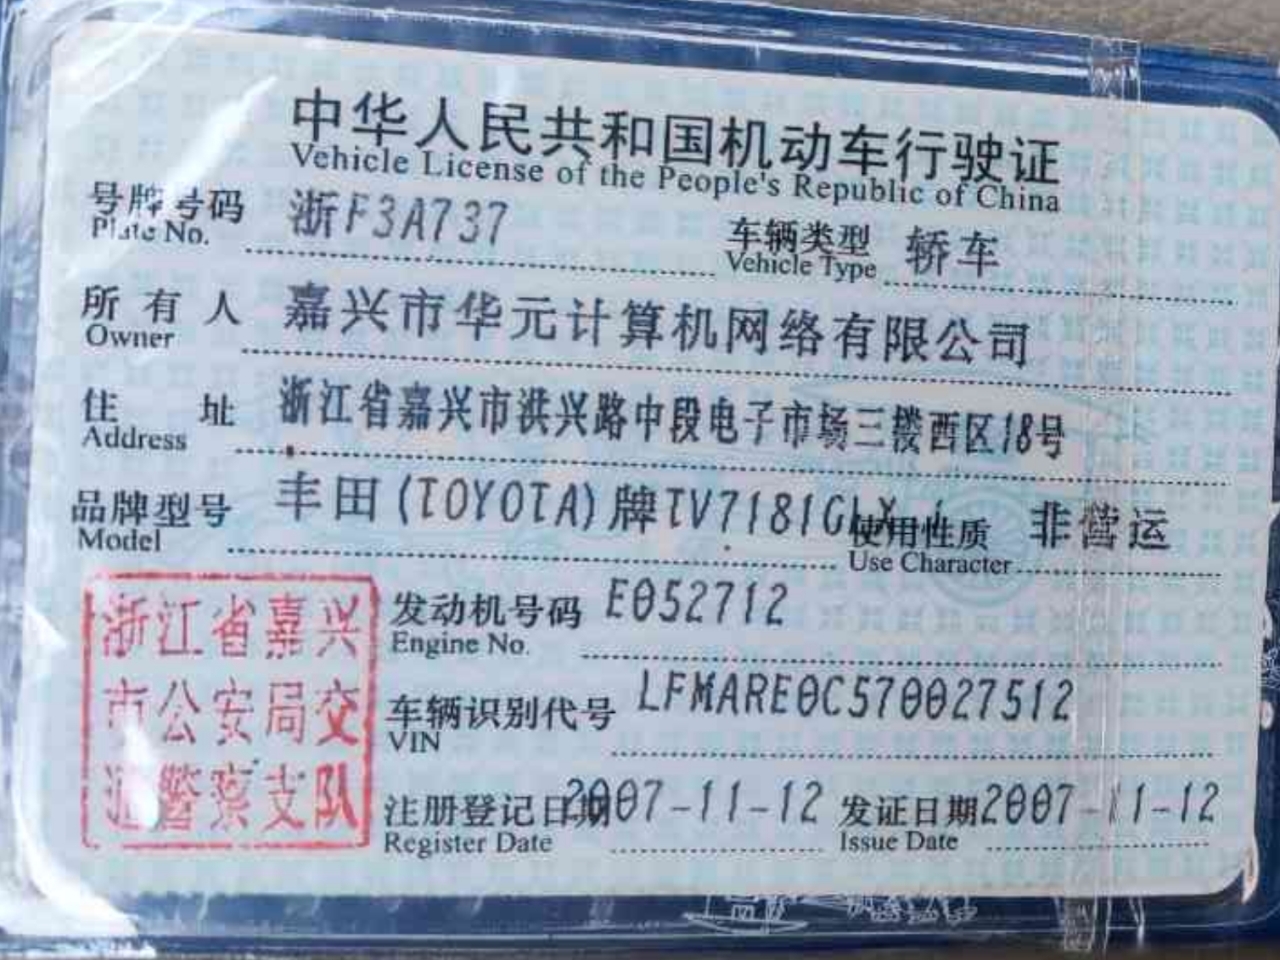 中华人民共和国机动车行驶证
Vehicle License of the People's Republic of China
号牌号码 浙F3A737 车辆类型 轿车
Plate No. Vehicle Type
所有人 嘉兴市华元计算机网络有限公司
Owner
住址 浙江省嘉兴市洪兴路中段电子市场三楼西区18号
Address
品牌型号 丰田(TOYOTA)牌TV7181GLX-i 使用性质 非营运
Model Use Character
发动机号码 E052712
Engine No.
车辆识别代号 LFMARE0C570027512
VIN
注册登记日期 2007-11-12 发证日期 2007-11-12
Register Date Issue Date
浙江省嘉兴
市公安局交
通警察支队